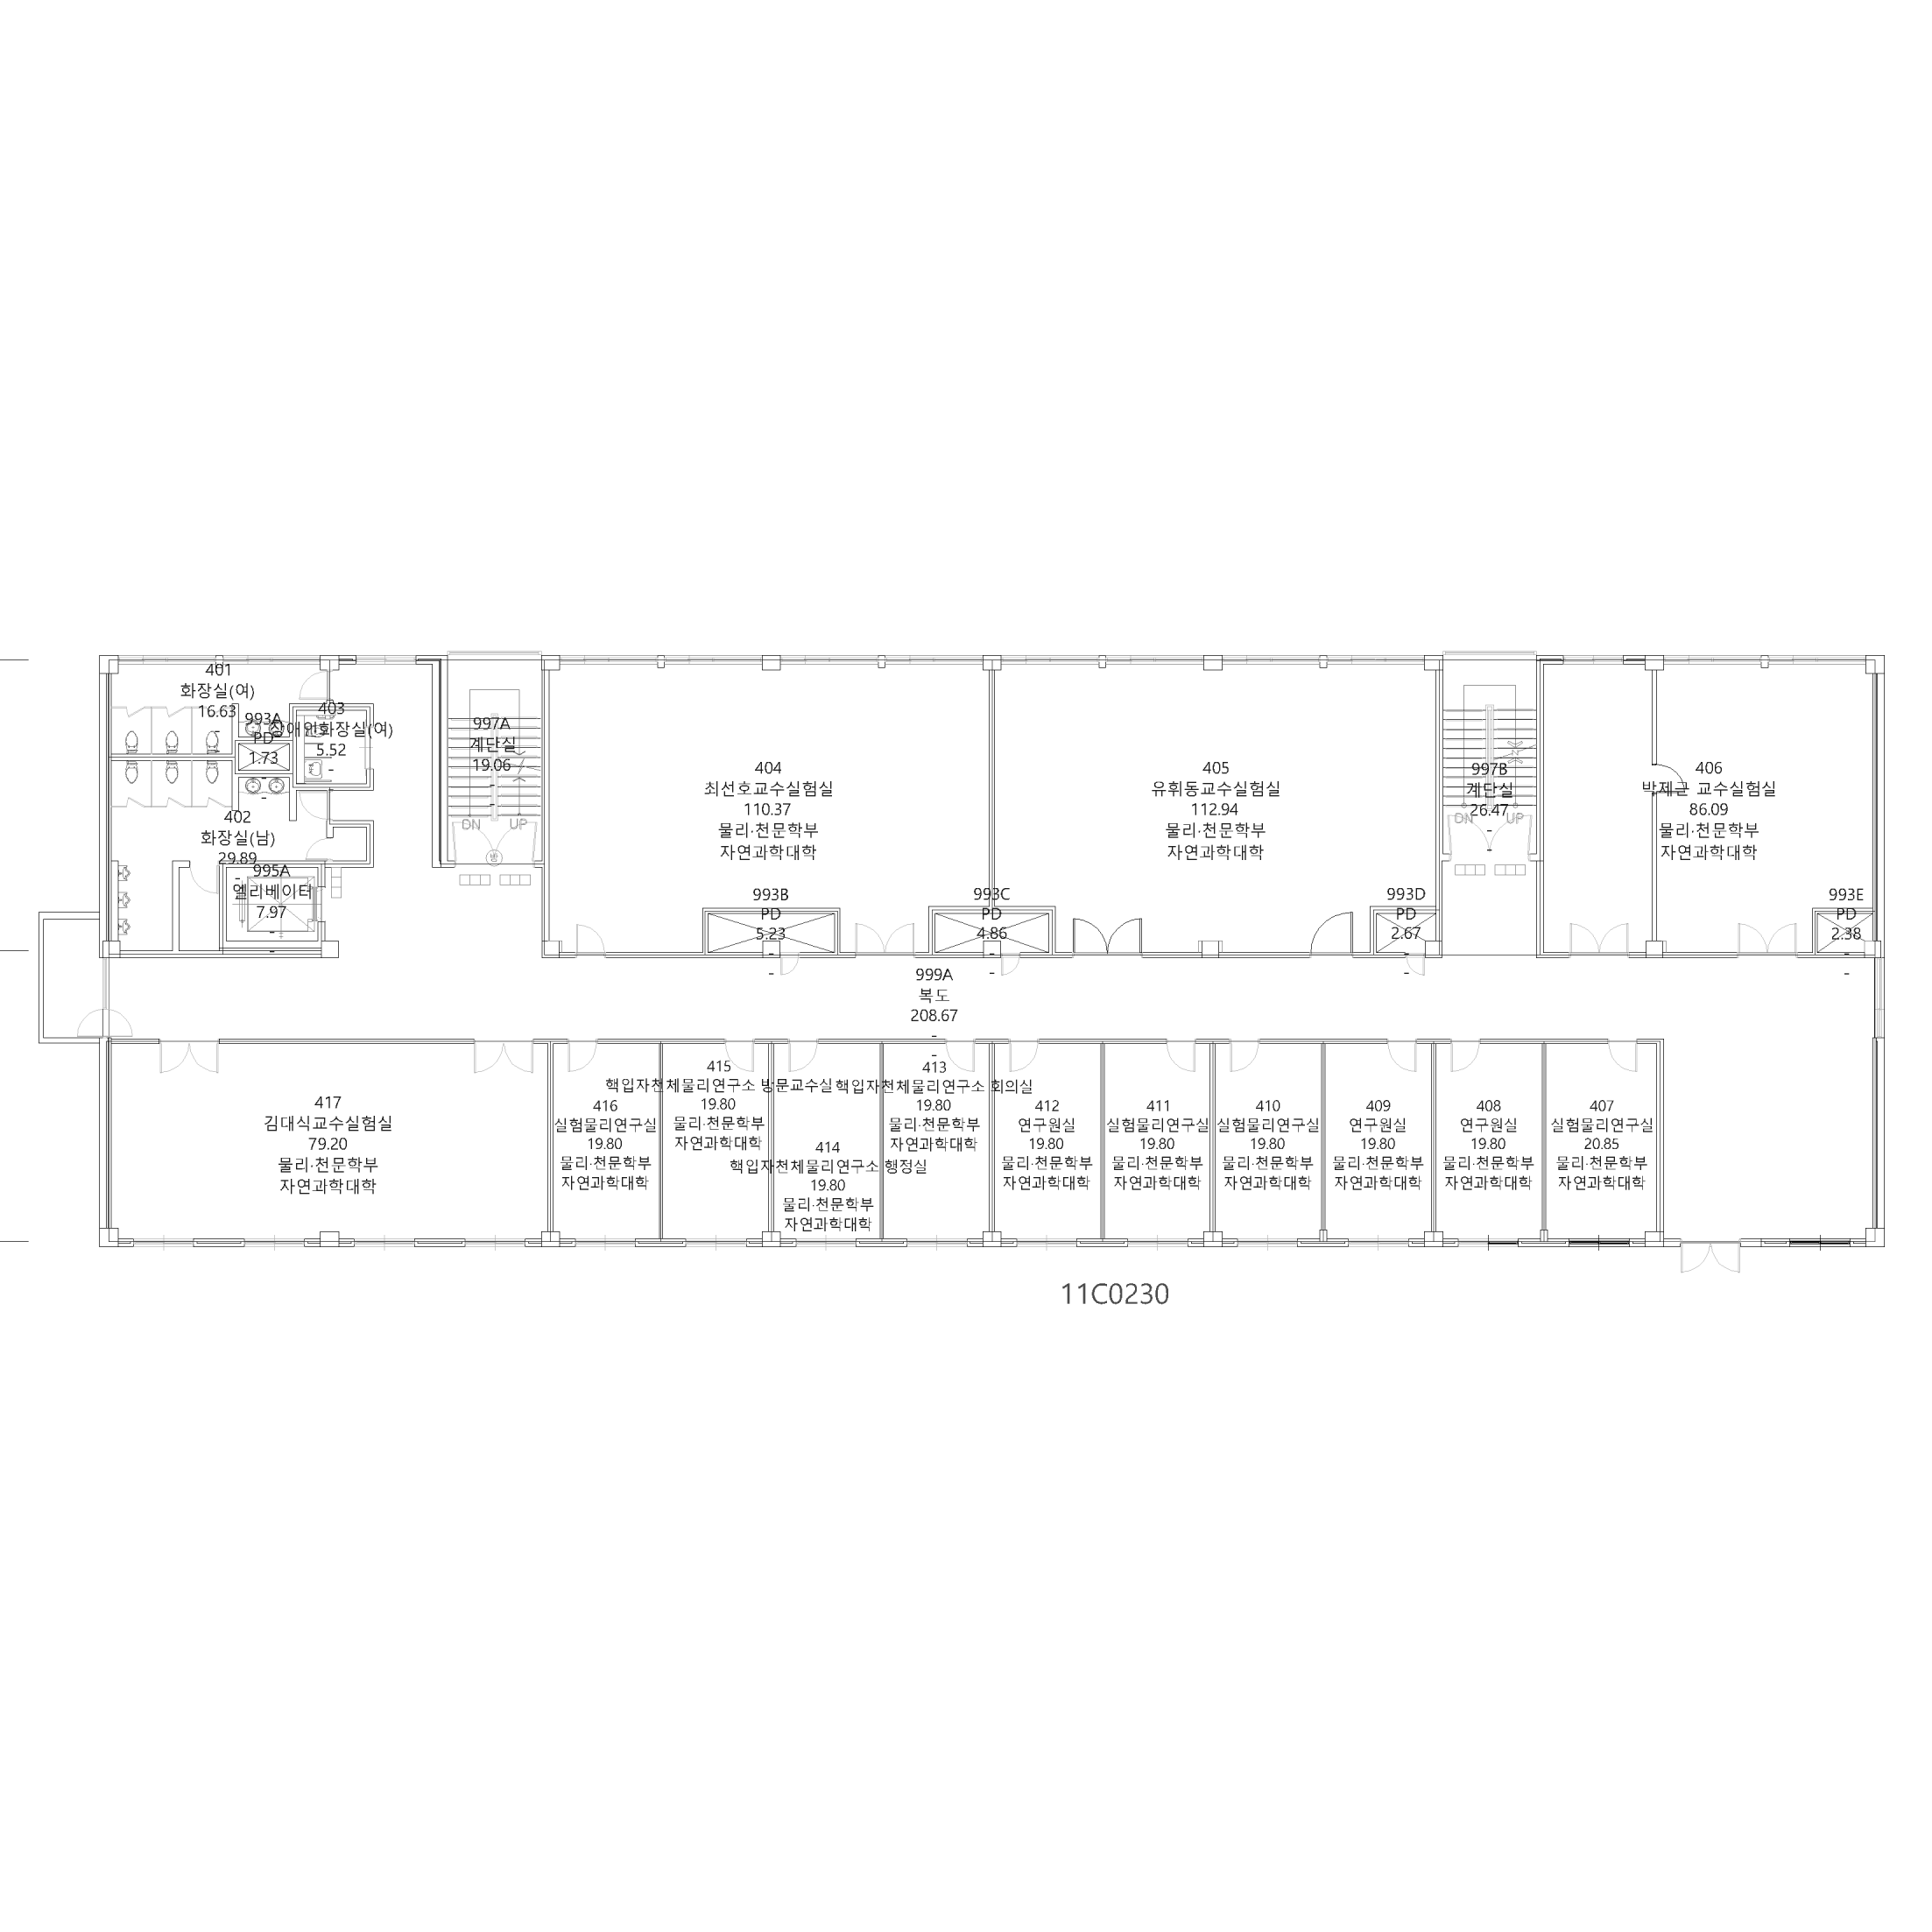 401
화장실(여)
16.63
-
993A
PD
1.73
-
403
장애인화장실(여)
5.52
-
402
화장실(남)
29.89
-
995A
엘리베이터
7.97
-
997A
계단실
19.06
-
DN UP
404
최선호교수실험실
110.37
물리·천문학부
자연과학대학
405
유휘동교수실험실
112.94
물리·천문학부
자연과학대학
997B
계단실
26.47
-
DN UP
406
박제근 교수실험실
86.09
물리·천문학부
자연과학대학
993B
PD
5.23
-
-
993C
PD
4.86
-
-
993D
PD
2.67
-
-
993E
PD
2.38
-
-
999A
복도
208.67
-
-
417
김대식교수실험실
79.20
물리·천문학부
자연과학대학
416
실험물리연구실
19.80
물리·천문학부
자연과학대학
415
핵입자천체물리연구소 방문교수실
19.80
물리·천문학부
자연과학대학
414
핵입자천체물리연구소 행정실
19.80
물리·천문학부
자연과학대학
413
핵입자천체물리연구소 회의실
19.80
물리·천문학부
자연과학대학
412
연구원실
19.80
물리·천문학부
자연과학대학
411
실험물리연구실
19.80
물리·천문학부
자연과학대학
410
실험물리연구실
19.80
물리·천문학부
자연과학대학
409
연구원실
19.80
물리·천문학부
자연과학대학
408
연구원실
19.80
물리·천문학부
자연과학대학
407
실험물리연구실
20.85
물리·천문학부
자연과학대학
11C0230